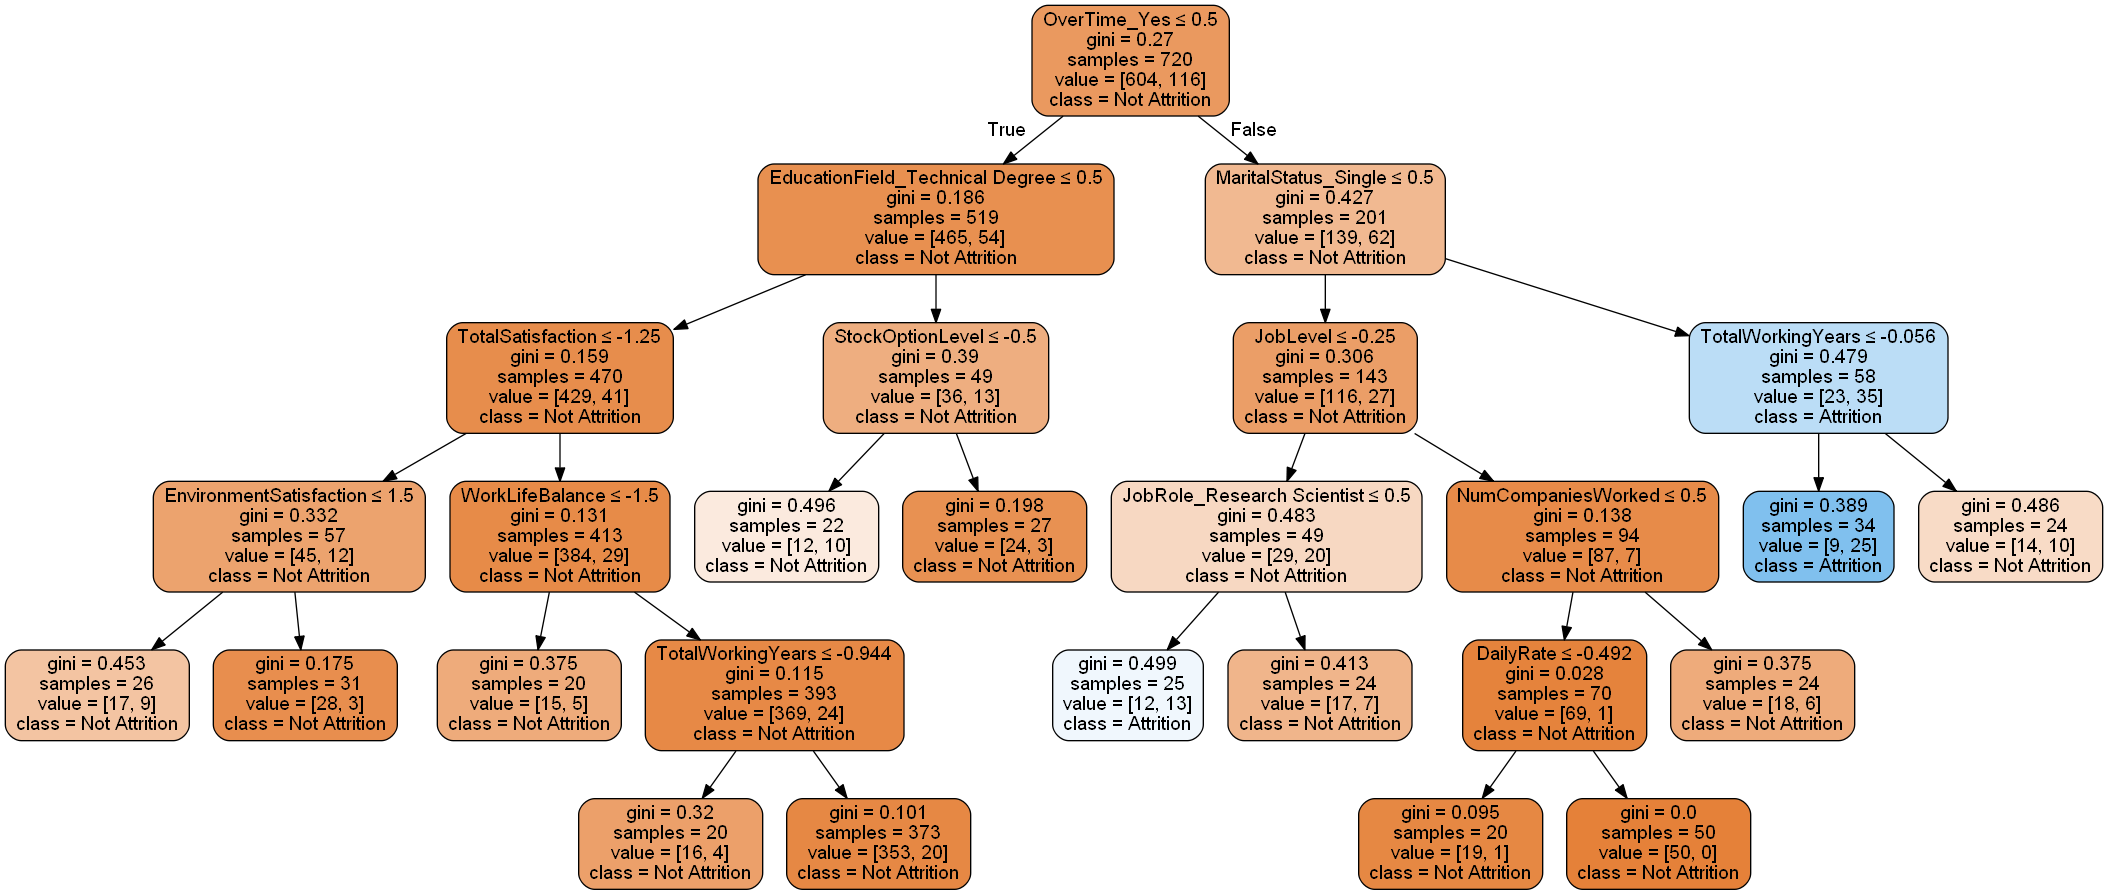 OverTime_Yes ≤ 0.5
gini = 0.27
samples = 720
value = [604, 116]
class = Not Attrition
True
False
EducationField_Technical Degree ≤ 0.5
gini = 0.186
samples = 519
value = [465, 54]
class = Not Attrition
MaritalStatus_Single ≤ 0.5
gini = 0.427
samples = 201
value = [139, 62]
class = Not Attrition
TotalSatisfaction ≤ -1.25
gini = 0.159
samples = 470
value = [429, 41]
class = Not Attrition
StockOptionLevel ≤ -0.5
gini = 0.39
samples = 49
value = [36, 13]
class = Not Attrition
JobLevel ≤ -0.25
gini = 0.306
samples = 143
value = [116, 27]
class = Not Attrition
TotalWorkingYears ≤ -0.056
gini = 0.479
samples = 58
value = [23, 35]
class = Attrition
EnvironmentSatisfaction ≤ 1.5
gini = 0.332
samples = 57
value = [45, 12]
class = Not Attrition
WorkLifeBalance ≤ -1.5
gini = 0.131
samples = 413
value = [384, 29]
class = Not Attrition
gini = 0.496
samples = 22
value = [12, 10]
class = Not Attrition
gini = 0.198
samples = 27
value = [24, 3]
class = Not Attrition
JobRole_Research Scientist ≤ 0.5
gini = 0.483
samples = 49
value = [29, 20]
class = Not Attrition
NumCompaniesWorked ≤ 0.5
gini = 0.138
samples = 94
value = [87, 7]
class = Not Attrition
gini = 0.389
samples = 34
value = [9, 25]
class = Attrition
gini = 0.486
samples = 24
value = [14, 10]
class = Not Attrition
gini = 0.453
samples = 26
value = [17, 9]
class = Not Attrition
gini = 0.175
samples = 31
value = [28, 3]
class = Not Attrition
gini = 0.375
samples = 20
value = [15, 5]
class = Not Attrition
TotalWorkingYears ≤ -0.944
gini = 0.115
samples = 393
value = [369, 24]
class = Not Attrition
gini = 0.499
samples = 25
value = [12, 13]
class = Attrition
gini = 0.413
samples = 24
value = [17, 7]
class = Not Attrition
DailyRate ≤ -0.492
gini = 0.028
samples = 70
value = [69, 1]
class = Not Attrition
gini = 0.375
samples = 24
value = [18, 6]
class = Not Attrition
gini = 0.32
samples = 20
value = [16, 4]
class = Not Attrition
gini = 0.101
samples = 373
value = [353, 20]
class = Not Attrition
gini = 0.095
samples = 20
value = [19, 1]
class = Not Attrition
gini = 0.0
samples = 50
value = [50, 0]
class = Not Attrition